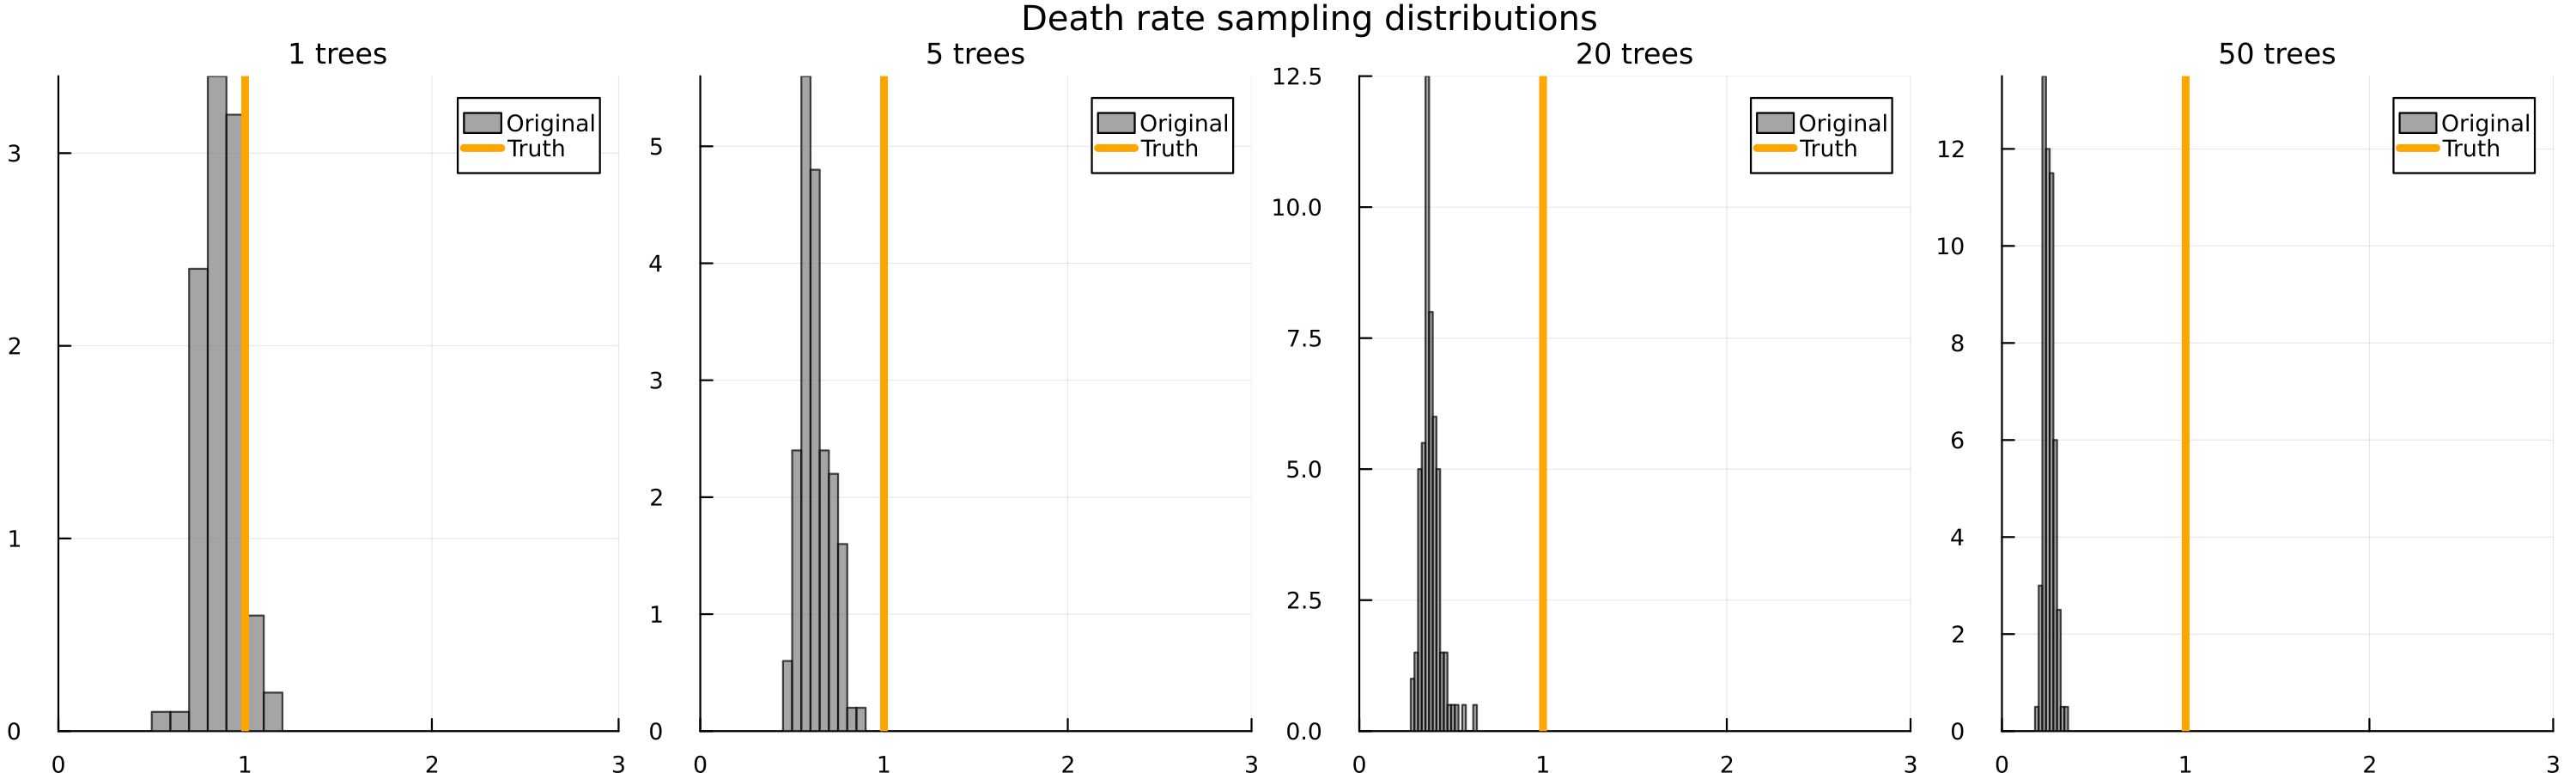 Death rate sampling distributions
1 trees
3
2
1
0
0 1 2 3
Original
Truth
5 trees
5
4
3
2
1
0
0 1 2 3
Original
Truth
20 trees
12.5
10.0
7.5
5.0
2.5
0.0
0 1 2 3
Original
Truth
50 trees
12
10
8
6
4
2
0
0 1 2 3
Original
Truth